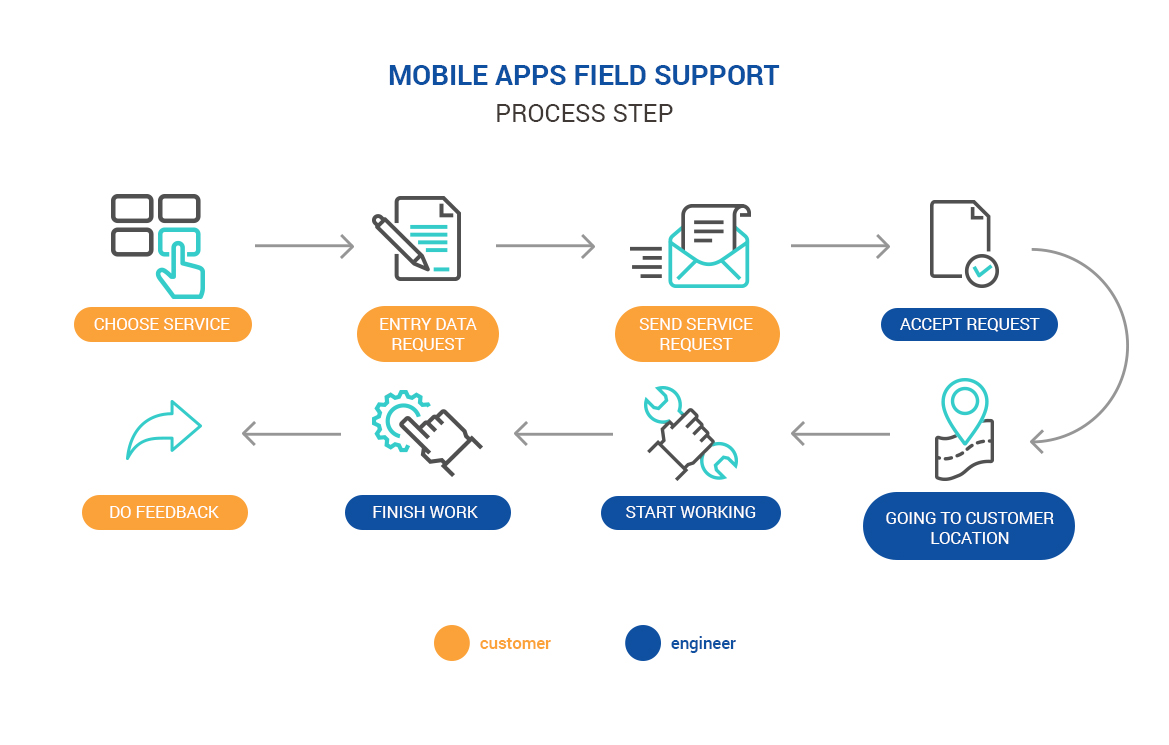 MOBILE APPS FIELD SUPPORT
PROCESS STEP
CHOOSE SERVICE
ENTRY DATA
REQUEST
SEND SERVICE
REQUEST
ACCEPT REQUEST
GOING TO CUSTOMER
LOCATION
START WORKING
FINISH WORK
DO FEEDBACK
customer
engineer